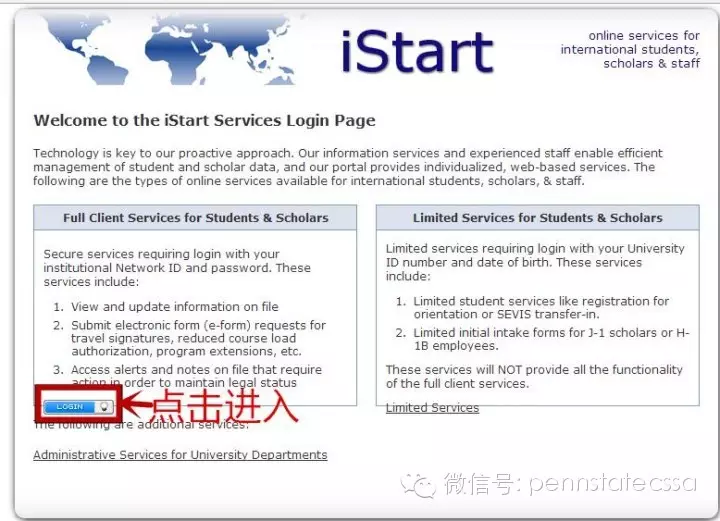 iStart
online services for
international students,
scholars & staff
Welcome to the iStart Services Login Page
Technology is key to our proactive approach. Our information services and experienced staff enable efficient
management of student and scholar data, and our portal provides individualized, web-based services. The
following are the types of online services available for international students, scholars, & staff.
Full Client Services for Students & Scholars
Secure services requiring login with your
institutional Network ID and password. These
services include:
1. View and update information on file
2. Submit electronic form (e-form) requests for
travel signatures, reduced course load
authorization, program extensions, etc.
3. Access alerts and notes on file that require
action in order to maintain legal status
LOGIN
点击进入
Limited Services for Students & Scholars
Limited services requiring login with your University
ID number and date of birth. These services
include:
1. Limited student services like registration for
orientation or SEVIS transfer-in.
2. Limited initial intake forms for J-1 scholars or H-
1B employees.
These services will NOT provide all the functionality
of the full client services.
Limited Services
The following are additional services:
Administrative Services for University Departments
微信号: pennstatecssa